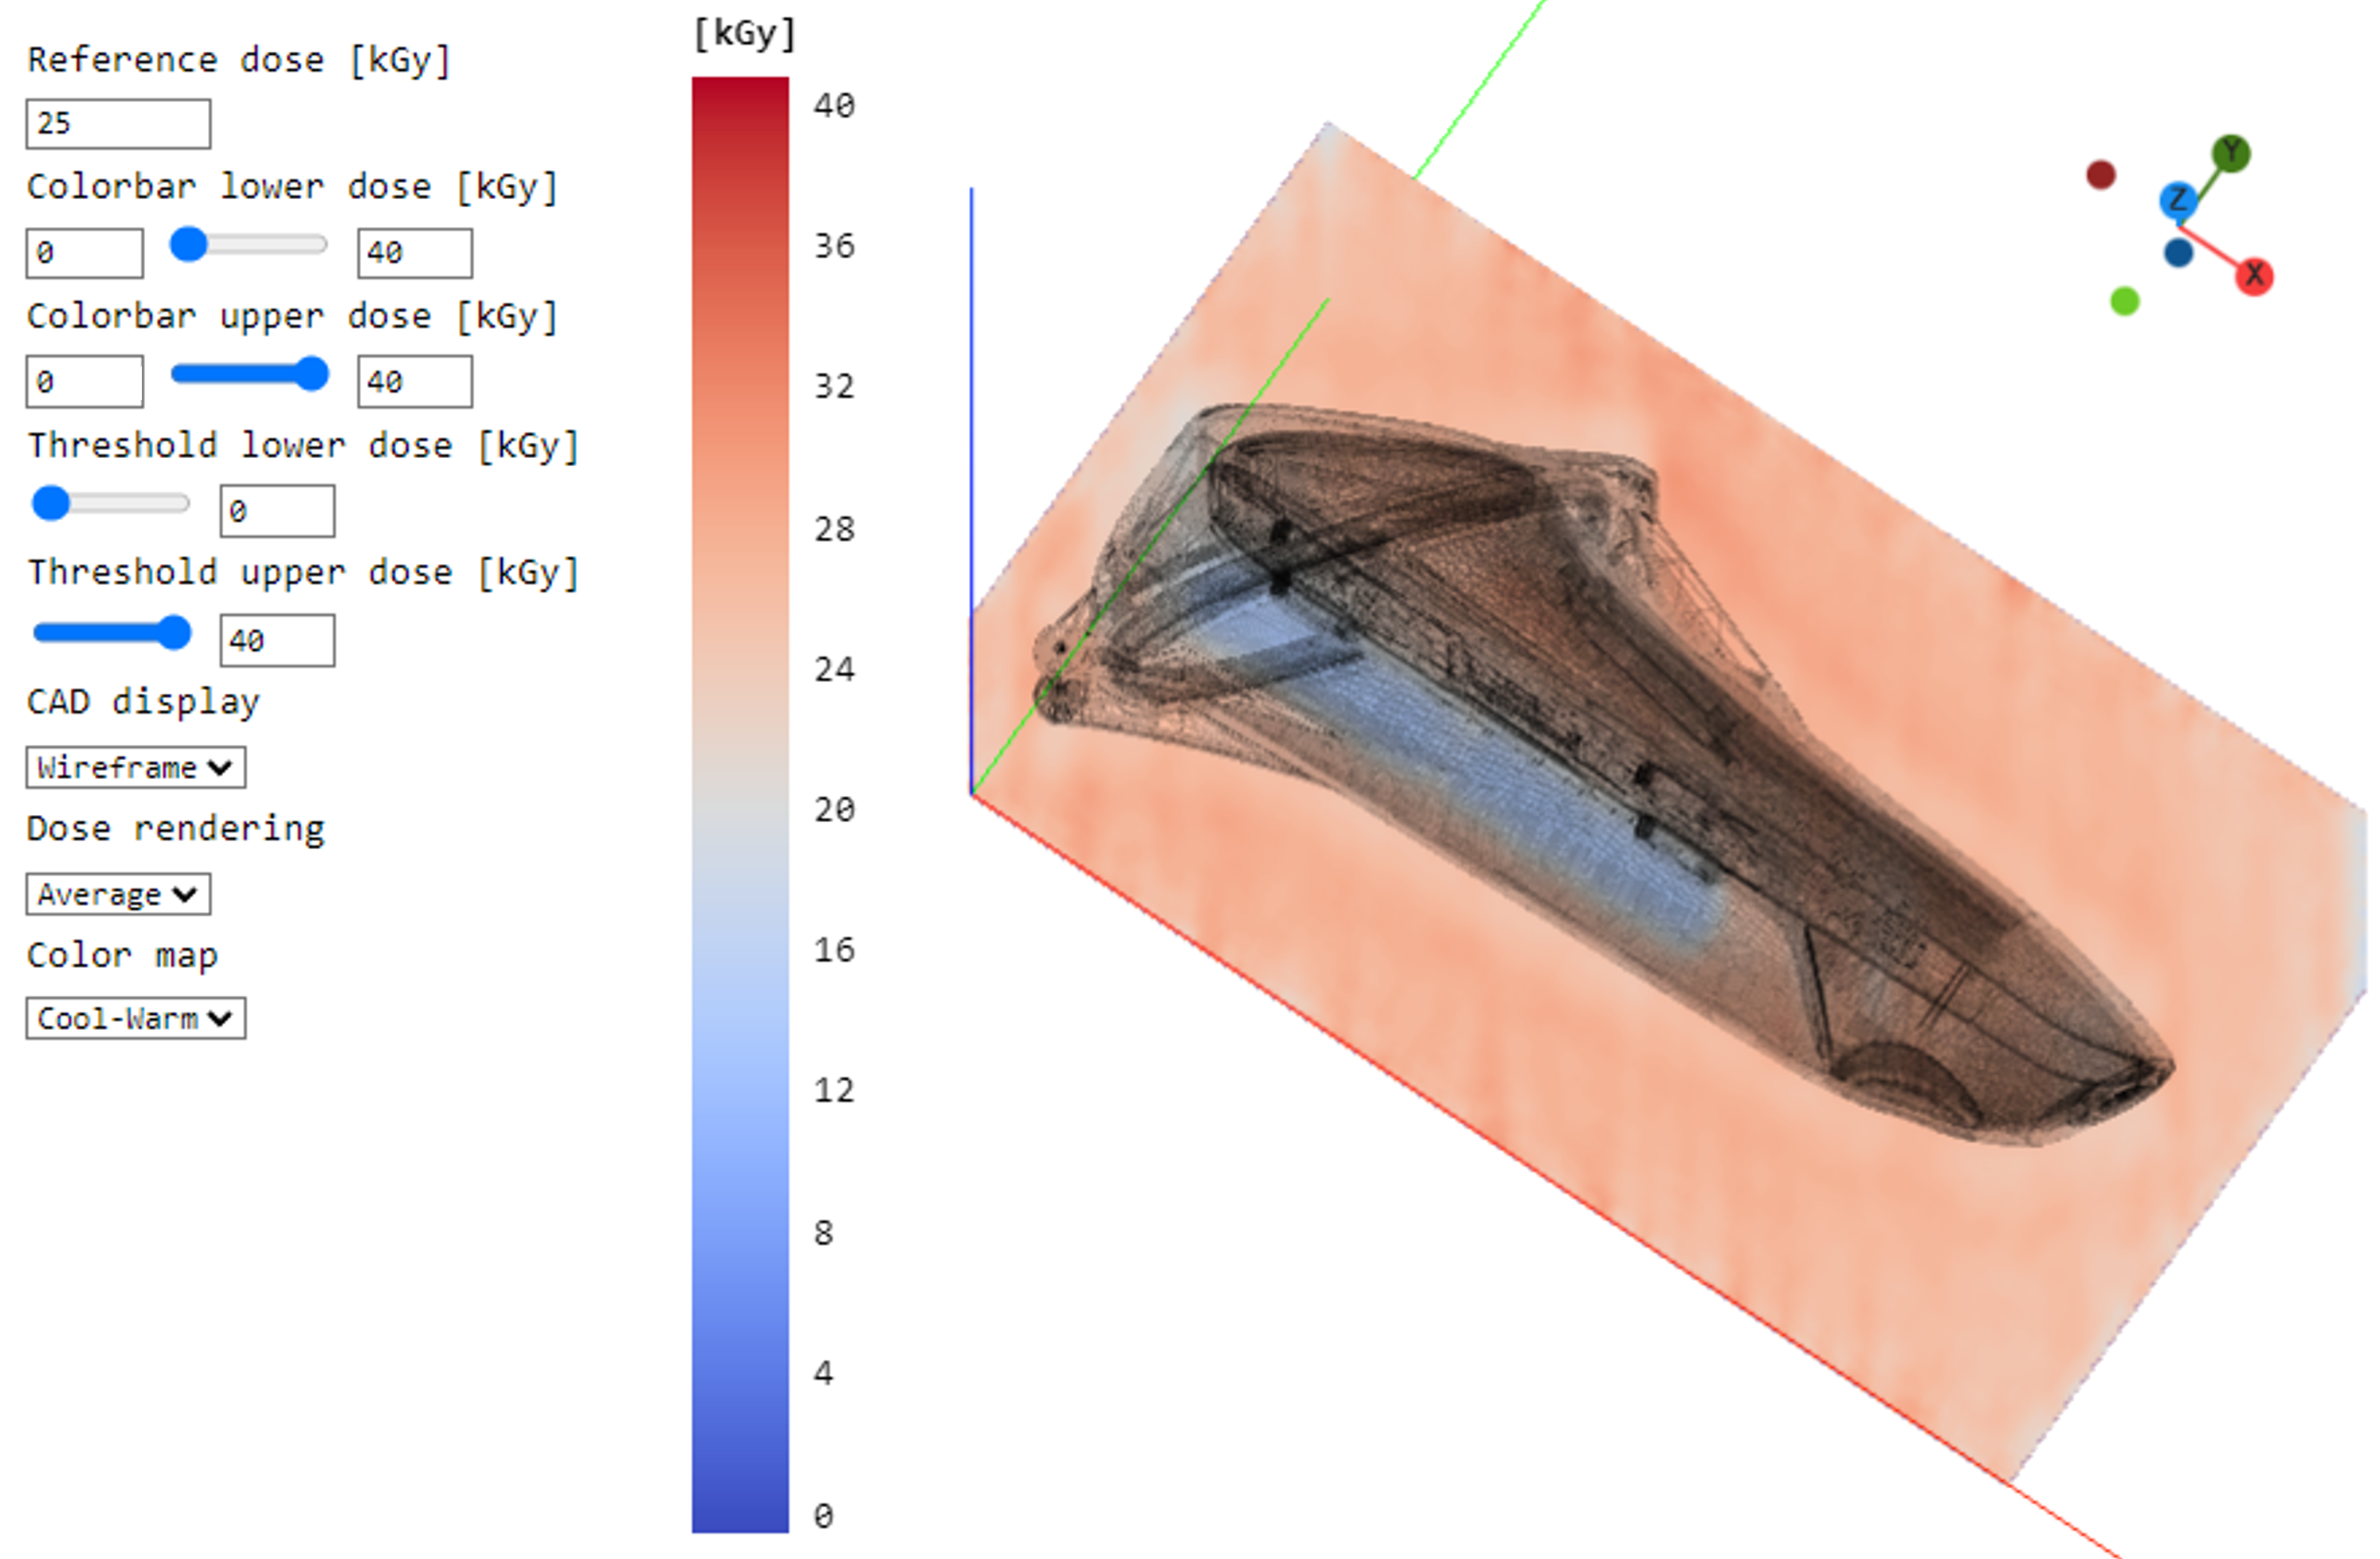 Reference dose [kGy]
25
Colorbar lower dose [kGy]
0 40
Colorbar upper dose [kGy]
0 40
Threshold lower dose [kGy]
0
Threshold upper dose [kGy]
40
CAD display
Wireframe
Dose rendering
Average
Color map
Cool-Warm
[kGy]
40
36
32
28
24
20
16
12
8
4
0
Y
Z
X